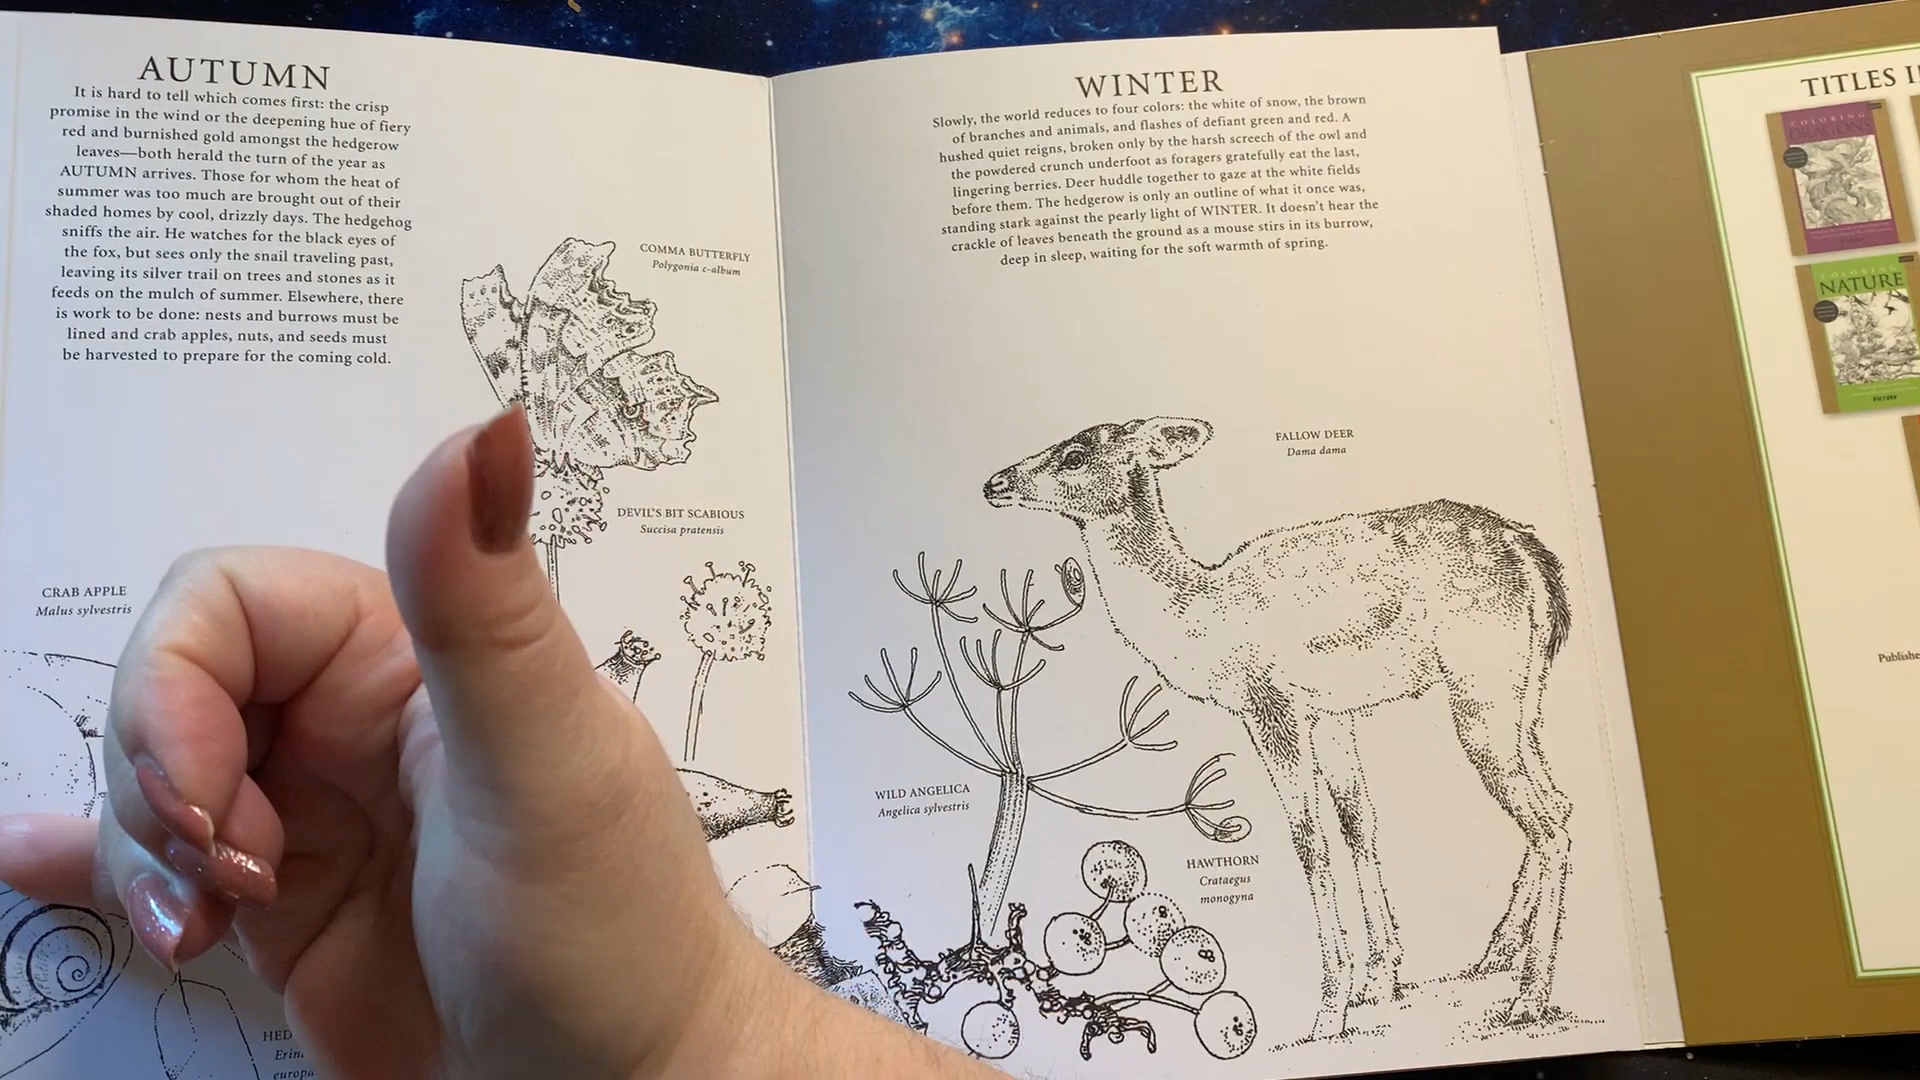 AUTUMN
It is hard to tell which comes first: the crisp
promise in the wind or the deepening hue of fiery
red and burnished gold amongst the hedgerow
leaves—both herald the turn of the year as
AUTUMN arrives. Those for whom the heat of
summer was too much are brought out of their
shaded homes by cool, drizzly days. The hedgehog
sniffs the air. He watches for the black eyes of
the fox, but sees only the snail traveling past,
leaving its silver trail on trees and stones as it
feeds on the mulch of summer. Elsewhere, there
is work to be done: nests and burrows must be
lined and crab apples, nuts, and seeds must
be harvested to prepare for the coming cold.
COMMA BUTTERFLY
Polygonia c-album
DEVIL'S BIT SCABIOUS
Succisa pratensis
CRAB APPLE
Malus sylvestris
HED
Erin
europa
WINTER
Slowly, the world reduces to four colors: the white of snow, the brown
of branches and animals, and flashes of defiant green and red. A
hushed quiet reigns, broken only by the harsh screech of the owl and
the powdered crunch underfoot as foragers gratefully eat the last,
lingering berries. Deer huddle together to gaze at the white fields
before them. The hedgerow is only an outline of what it once was,
standing stark against the pearly light of WINTER. It doesn't hear the
crackle of leaves beneath the ground as a mouse stirs in its burrow,
deep in sleep, waiting for the soft warmth of spring.
FALLOW DEER
Dama dama
WILD ANGELICA
Angelica sylvestris
HAWTHORN
Crataegus
monogyna
TITLES I
COLORING
DRAGONS
COLORING
NATURE
Publishe